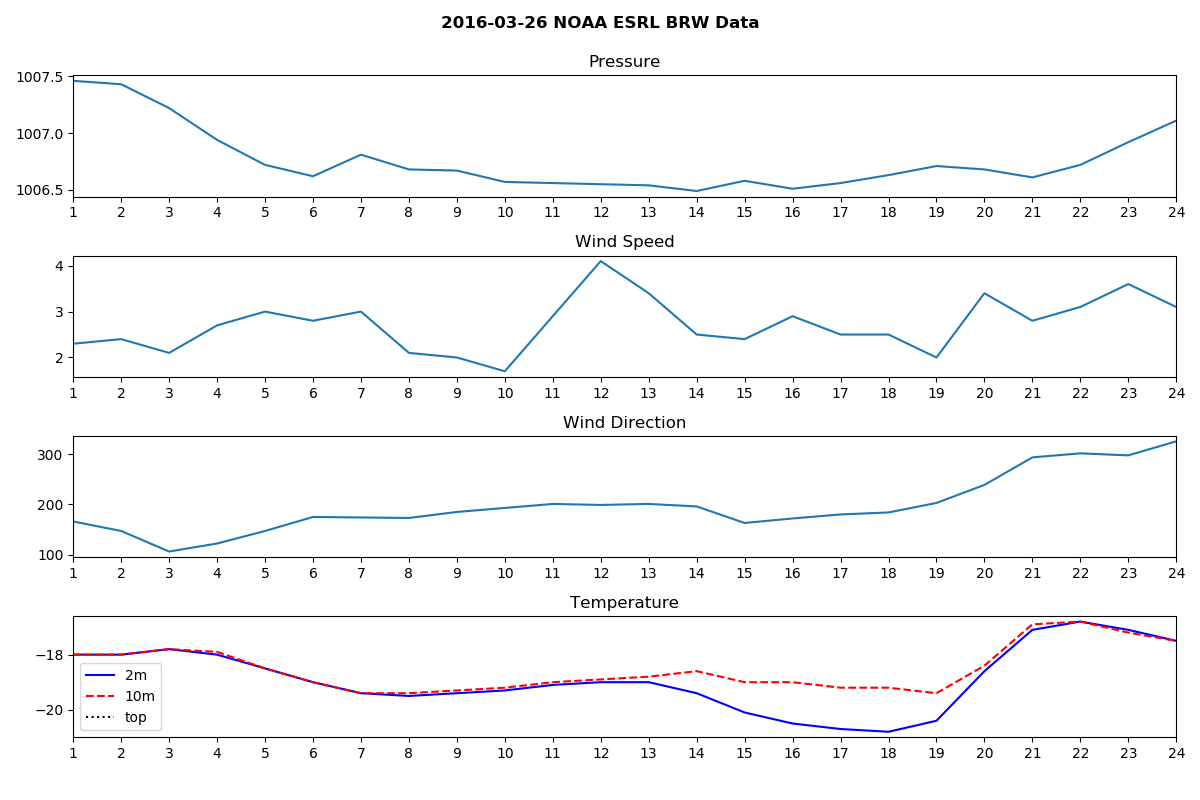 2016-03-26 NOAA ESRL BRW Data
Pressure
1007.5
1007.0
1006.5
1 2 3 4 5 6 7 8 9 10 11 12 13 14 15 16 17 18 19 20 21 22 23 24
Wind Speed
4
3
2
1 2 3 4 5 6 7 8 9 10 11 12 13 14 15 16 17 18 19 20 21 22 23 24
Wind Direction
300
200
100
1 2 3 4 5 6 7 8 9 10 11 12 13 14 15 16 17 18 19 20 21 22 23 24
Temperature
−18
−20
2m
10m
top
1 2 3 4 5 6 7 8 9 10 11 12 13 14 15 16 17 18 19 20 21 22 23 24